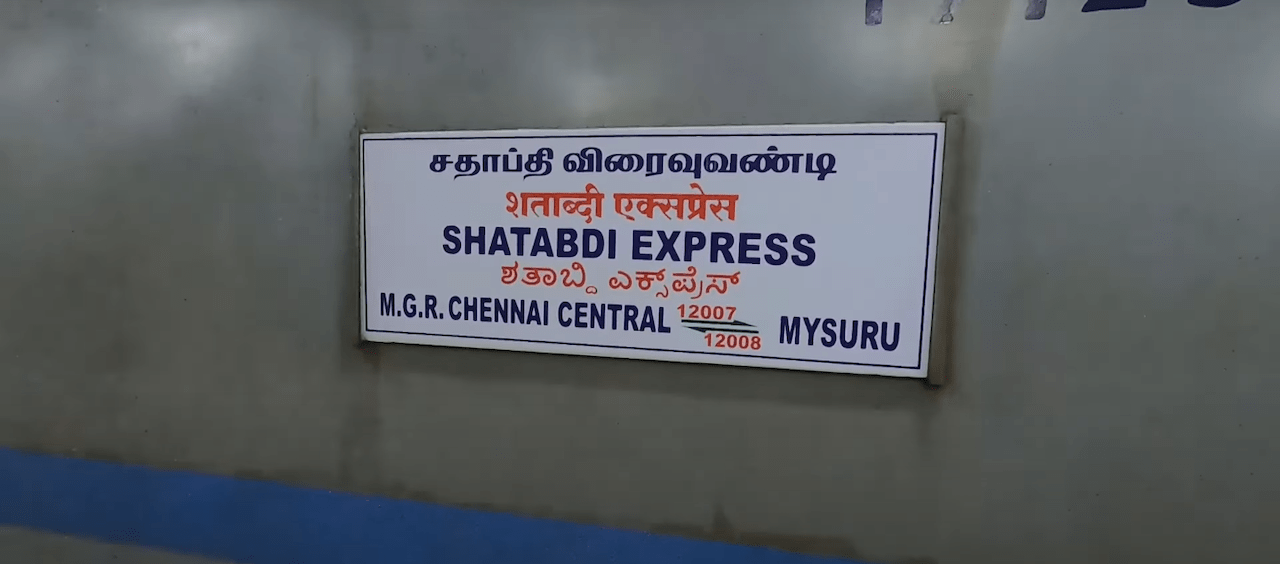 சதாப்தி விரைவுவண்டி
शताब्दी एक्सप्रेस
SHATABDI EXPRESS
ಶತಾಬ್ದಿ ಎಕ್ಸ್‌ಪ್ರೆಸ್
M.G.R. CHENNAI CENTRAL 12007 MYSURU
12008